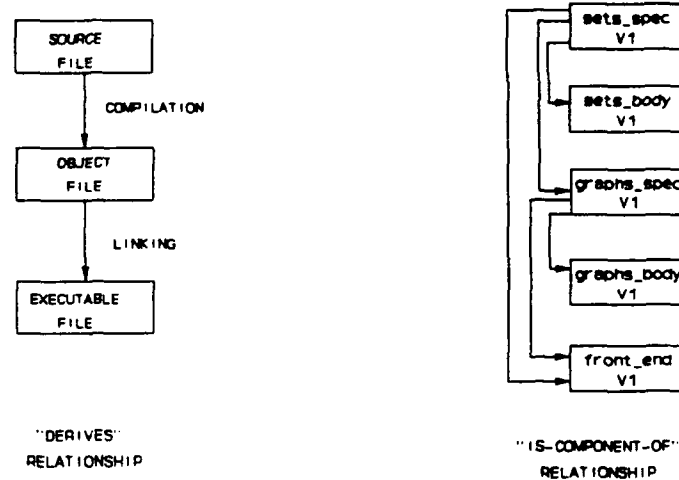 SOURCE
FILE
COMPILATION
OBJECT
FILE
LINKING
EXECUTABLE
FILE
"DERIVES"
RELATIONSHIP
sets_spec
V1
sets_body
V1
graphs_spec
V1
graphs_body
V1
front_end
V1
"IS-COMPONENT-OF"
RELATIONSHIP